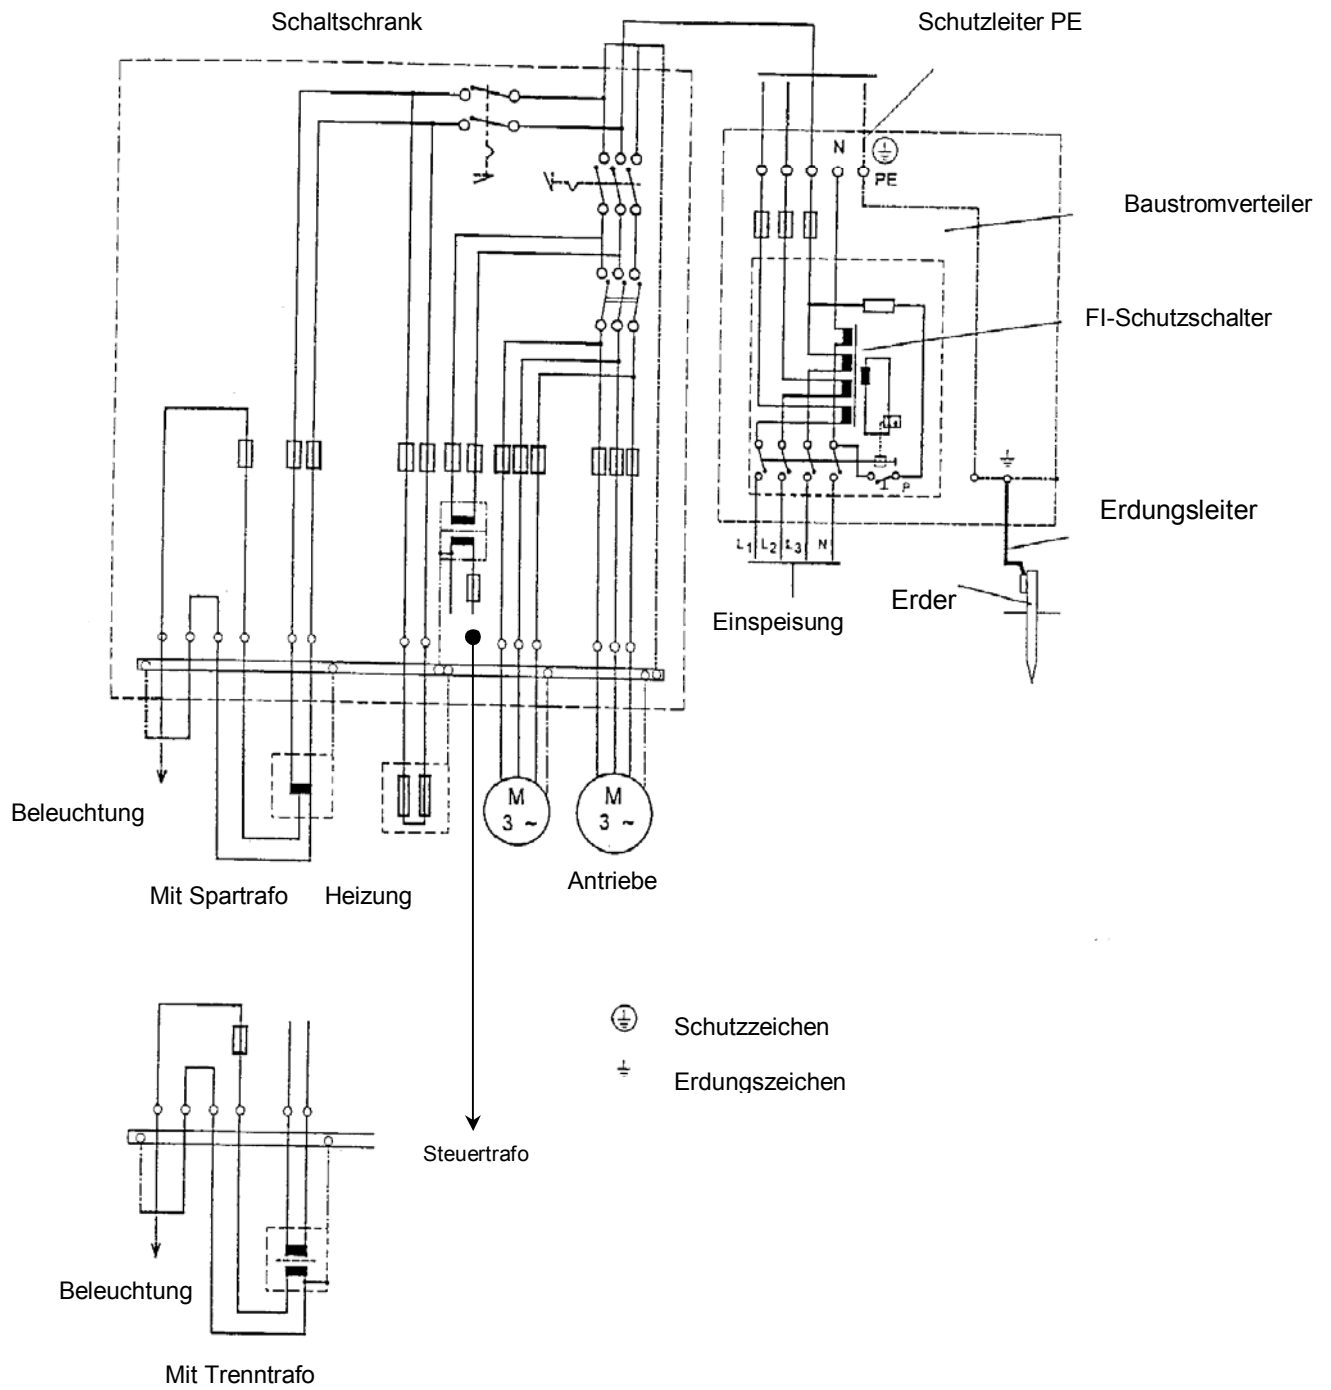 Schaltschrank
Schutzleiter PE
N
PE
Baustromverteiler
FI-Schutzschalter
P
Erdungsleiter
L1 L2 L3 N
Erder
Einspeisung
M
3 ~
M
3 ~
Beleuchtung
Antriebe
Mit Spartrafo
Heizung
Schutzzeichen
Erdungszeichen
Steuertrafo
Beleuchtung
Mit Trenntrafo